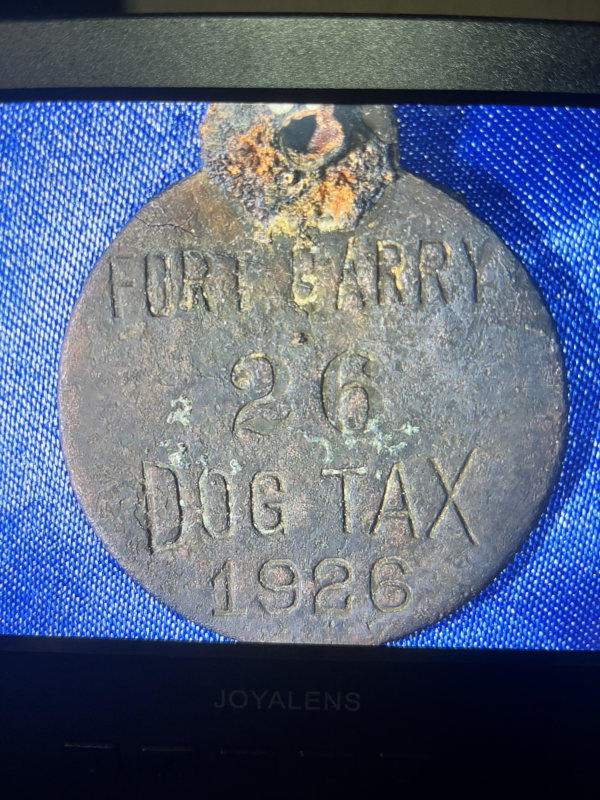 FORT GARRY
26
DOG TAX
1926
JOYALENS